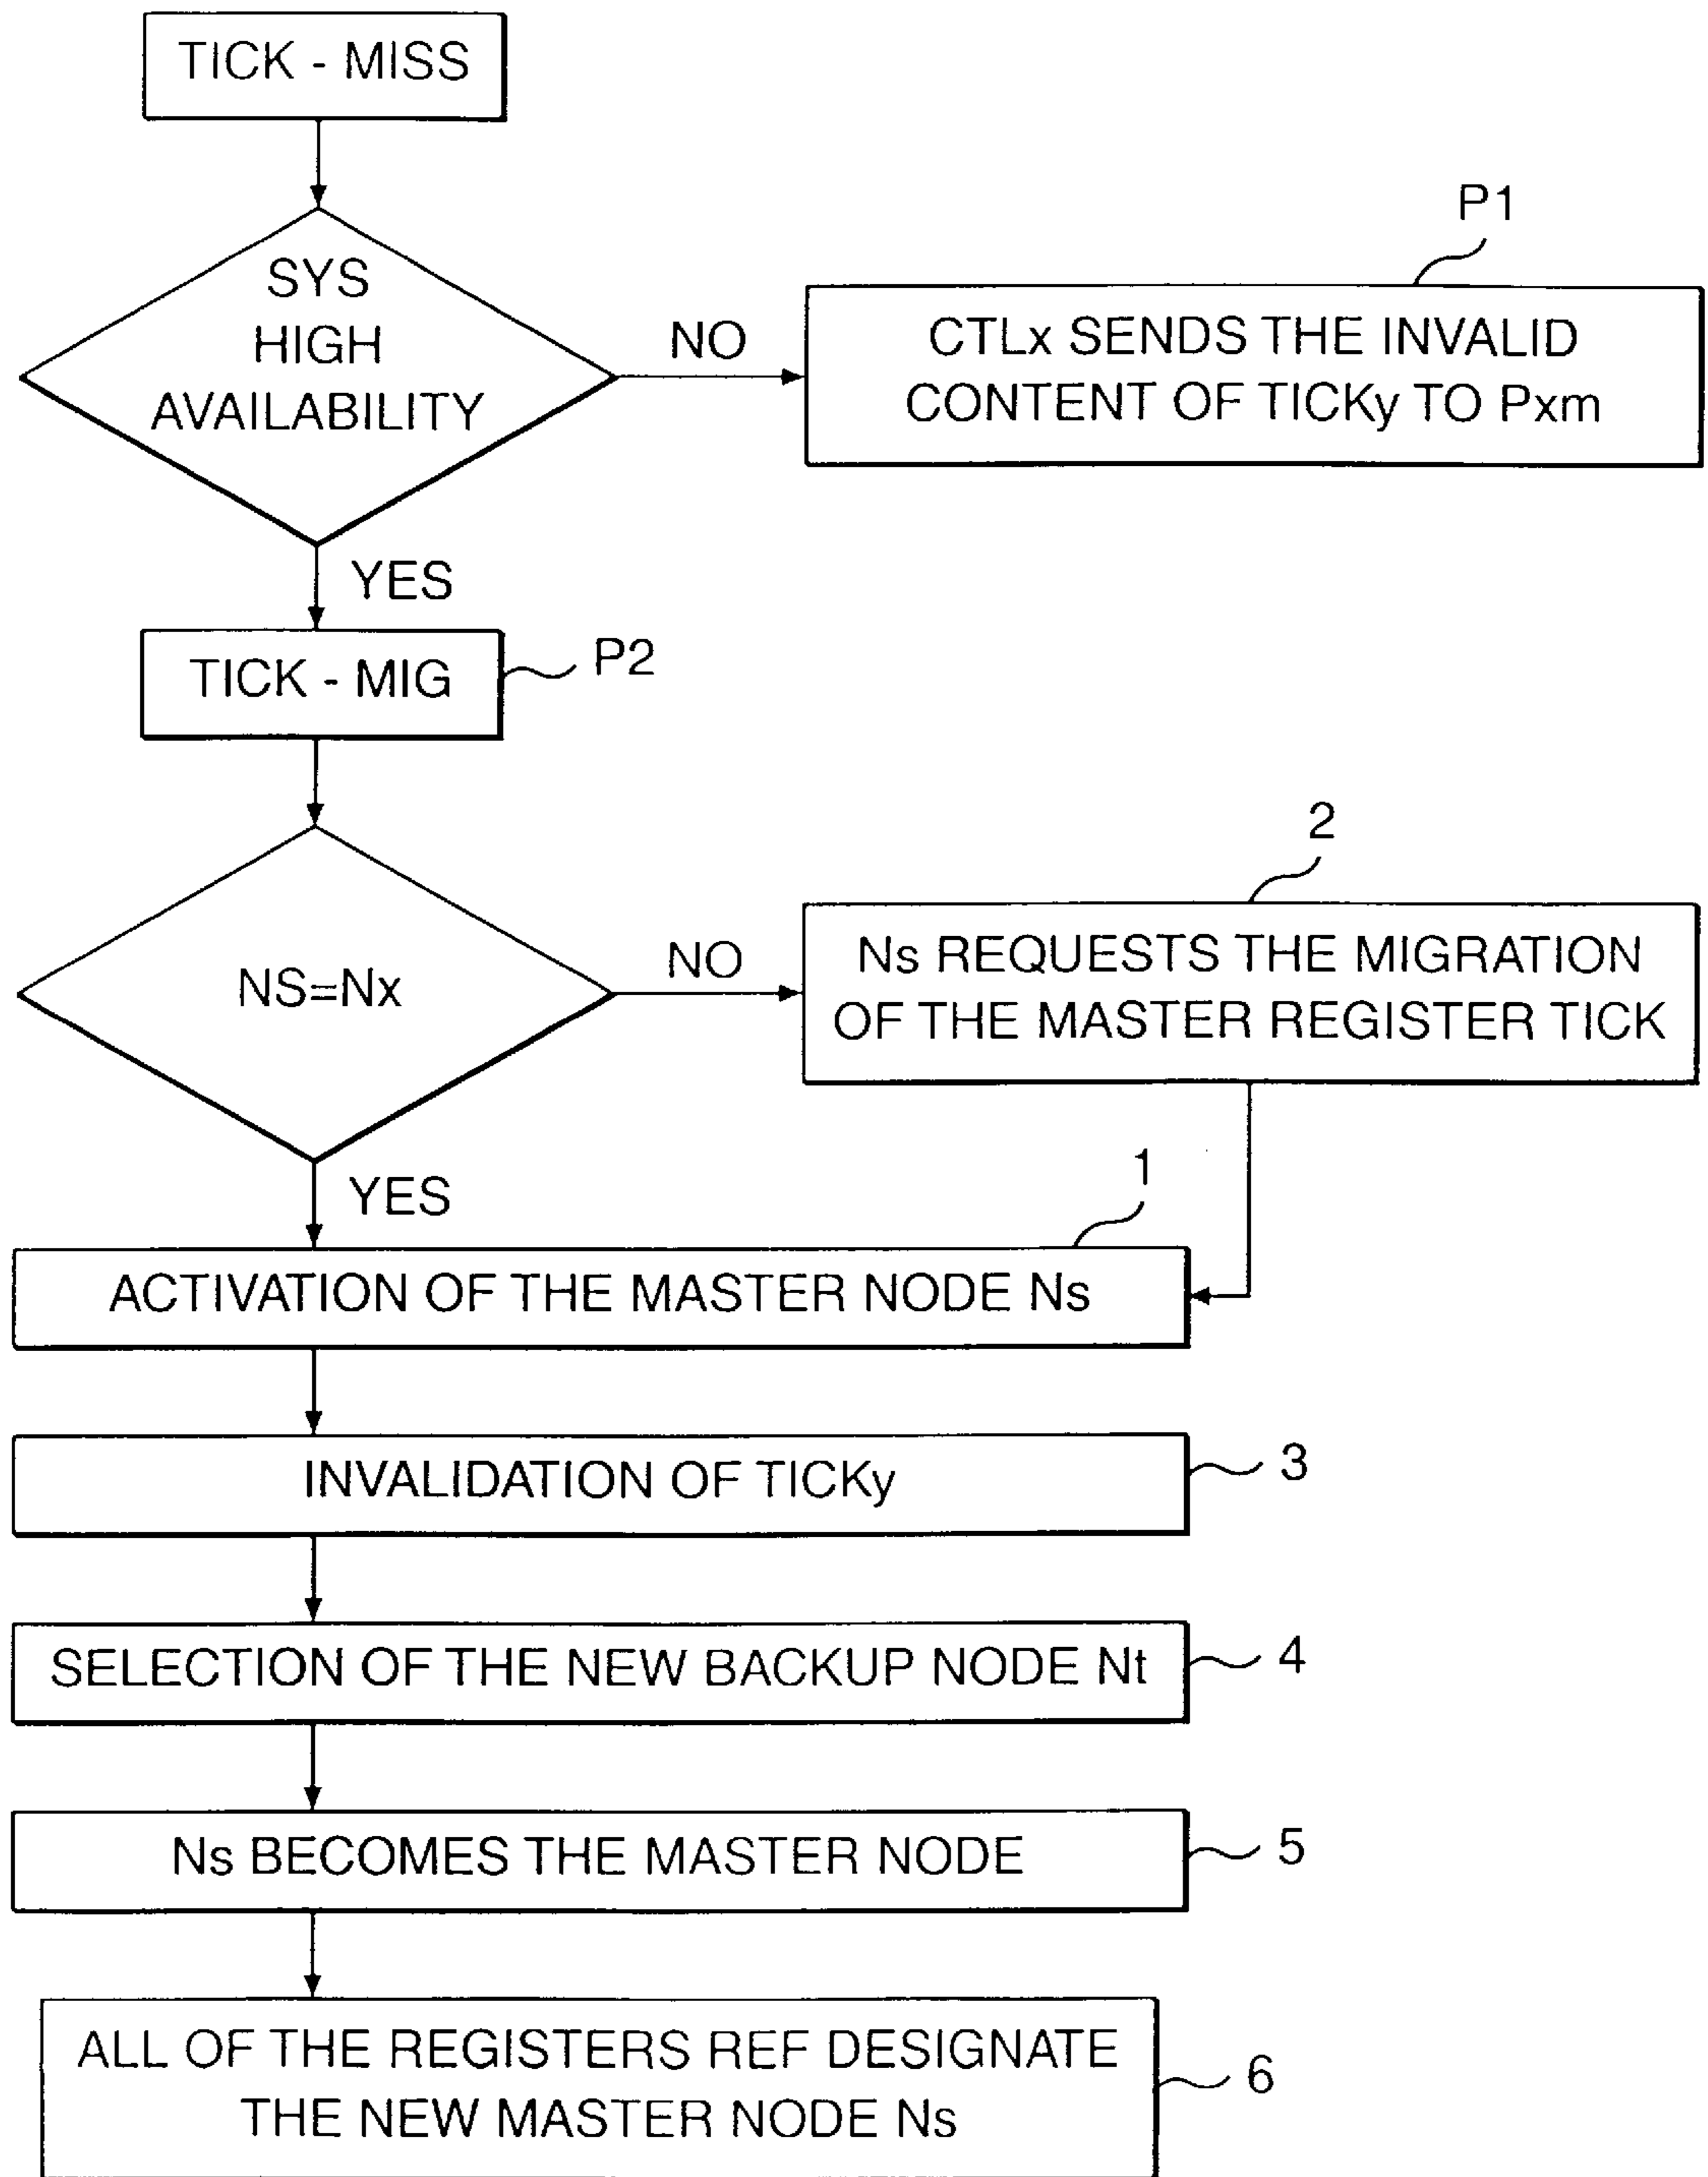 TICK - MISS
SYS
HIGH
AVAILABILITY
NO
P1
CTLx SENDS THE INVALID
CONTENT OF TICKy TO Pxm
YES
TICK - MIG
P2
NS=Nx
NO
2
Ns REQUESTS THE MIGRATION
OF THE MASTER REGISTER TICK
YES
1
ACTIVATION OF THE MASTER NODE Ns
INVALIDATION OF TICKy
3
SELECTION OF THE NEW BACKUP NODE Nt
4
Ns BECOMES THE MASTER NODE
5
ALL OF THE REGISTERS REF DESIGNATE
THE NEW MASTER NODE Ns
6